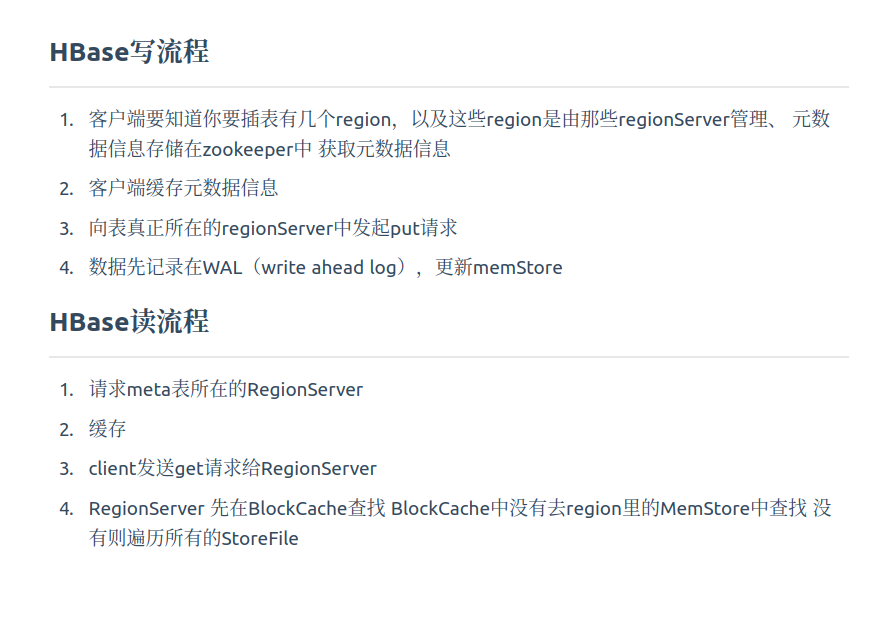 HBase写流程
1. 客户端要知道你要插表有几个region，以及这些region是由那些regionServer管理、 元数
据信息存储在zookeeper中 获取元数据信息
2. 客户端缓存元数据信息
3. 向表真正所在的regionServer中发起put请求
4. 数据先记录在WAL（write ahead log），更新memStore
HBase读流程
1. 请求meta表所在的RegionServer
2. 缓存
3. client发送get请求给RegionServer
4. RegionServer 先在BlockCache查找 BlockCache中没有去region里的MemStore中查找 没
有则遍历所有的StoreFile